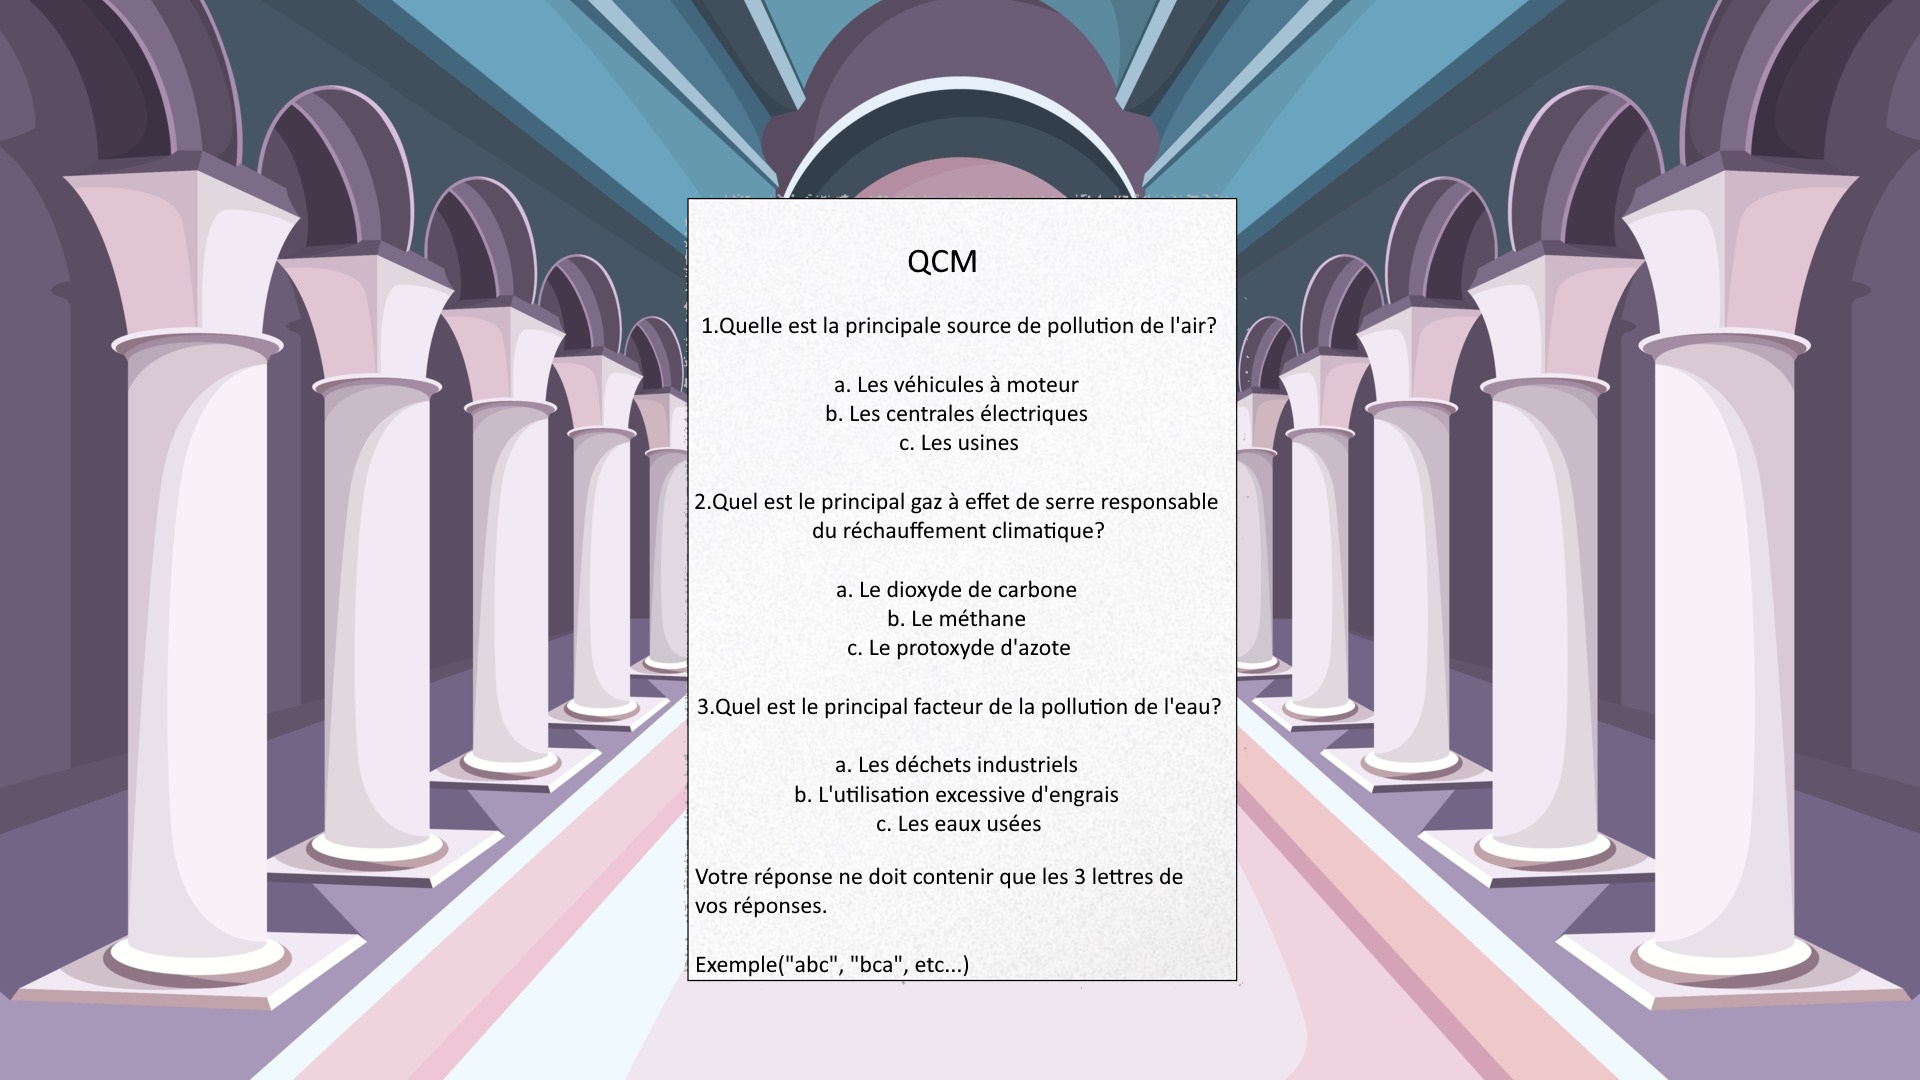 QCM
1.Quelle est la principale source de pollution de l'air?
a. Les véhicules à moteur
b. Les centrales électriques
c. Les usines
2.Quel est le principal gaz à effet de serre responsable
du réchauffement climatique?
a. Le dioxyde de carbone
b. Le méthane
c. Le protoxyde d'azote
3.Quel est le principal facteur de la pollution de l'eau?
a. Les déchets industriels
b. L'utilisation excessive d'engrais
c. Les eaux usées
Votre réponse ne doit contenir que les 3 lettres de
vos réponses.
Exemple("abc", "bca", etc...)